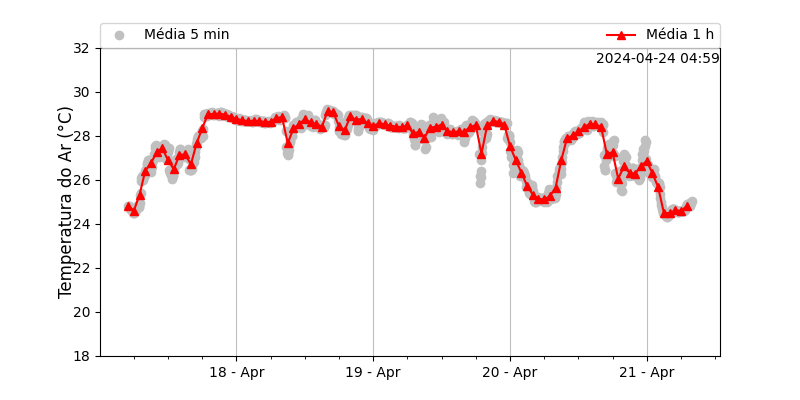 Média 5 min
Média 1 h
2024-04-24 04:59
Temperatura do Ar (°C)
32
30
28
26
24
22
20
18
18 - Apr
19 - Apr
20 - Apr
21 - Apr